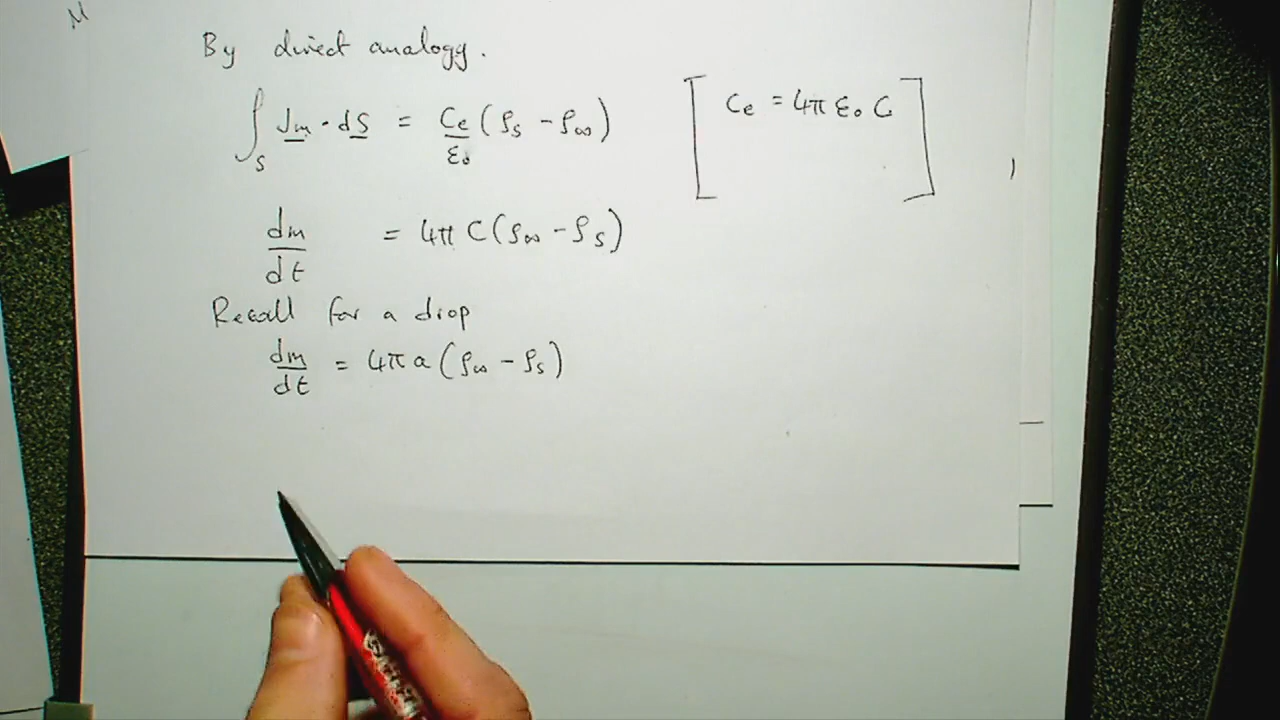 M
By direct analogy.
∫_S J_m · dS = C_e/ε₀ (ρ_s − ρ_∞)
[ C_e = 4π ε₀ C ]
dm/dt = 4π C(ρ_∞ − ρ_s)
Recall for a drop
dm/dt = 4π a (ρ_∞ − ρ_s)